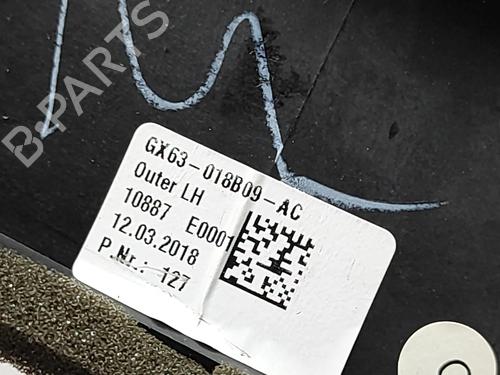 B-PARTS
GX63-018B09-AC
Outer LH
10887 E0001
12.03.2018
P.Nr.: 127